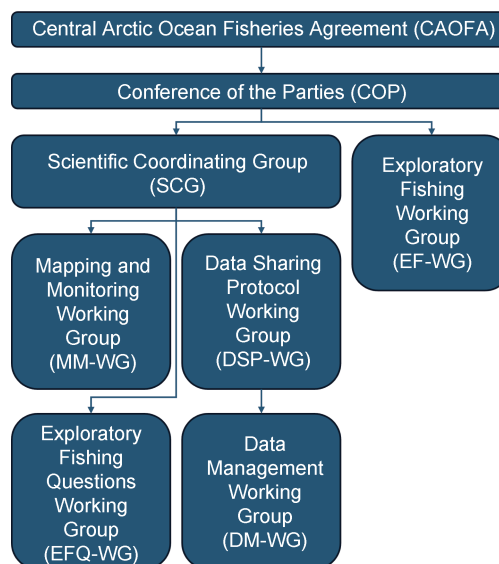 Central Arctic Ocean Fisheries Agreement (CAOFA)
Conference of the Parties (COP)
Scientific Coordinating Group
(SCG)
Exploratory
Fishing
Working
Group
(EF-WG)
Mapping and
Monitoring
Working
Group
(MM-WG)
Data Sharing
Protocol
Working
Group
(DSP-WG)
Exploratory
Fishing
Questions
Working
Group
(EFQ-WG)
Data
Management
Working
Group
(DM-WG)